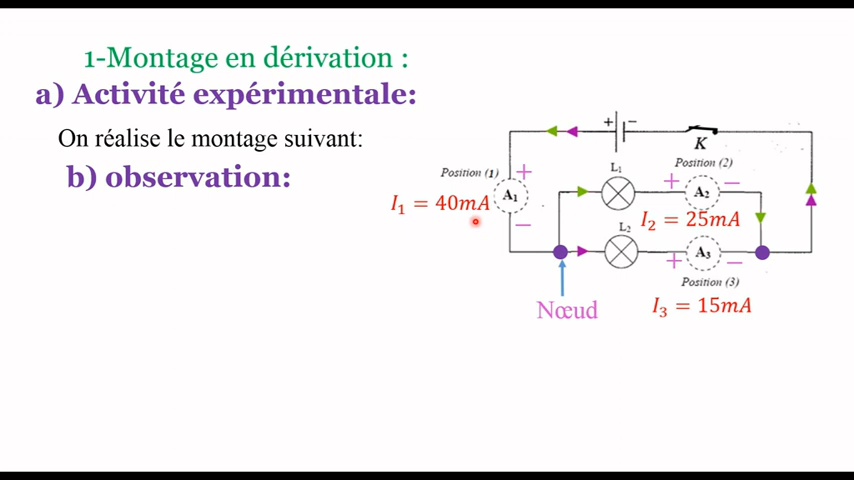 1-Montage en dérivation :
a) Activité expérimentale:
On réalise le montage suivant:
b) observation:
+ −
K
Position (1)
+
L₁
Position (2)
+ A₂ −
A₁
I₁ = 40mA
I₂ = 25mA
−
L₂
+ A₃ −
Position (3)
Nœud
I₃ = 15mA